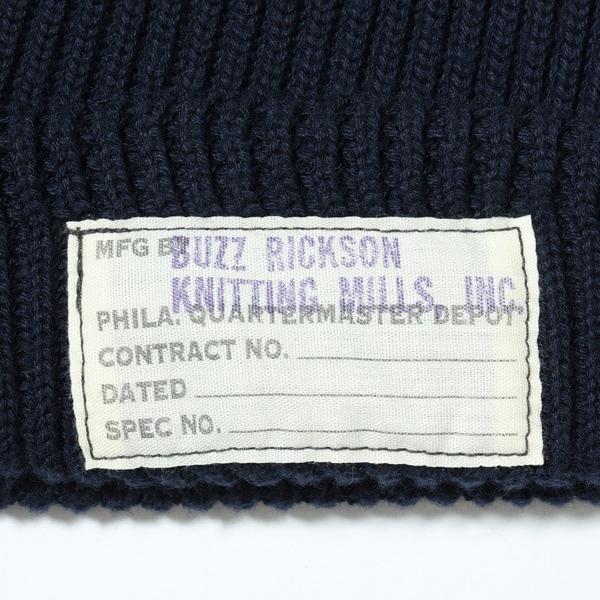 MFG BY BUZZ RICKSON
KNITTING MILLS, INC.
PHILA. QUARTERMASTER DEPOT
CONTRACT NO.
DATED
SPEC NO.